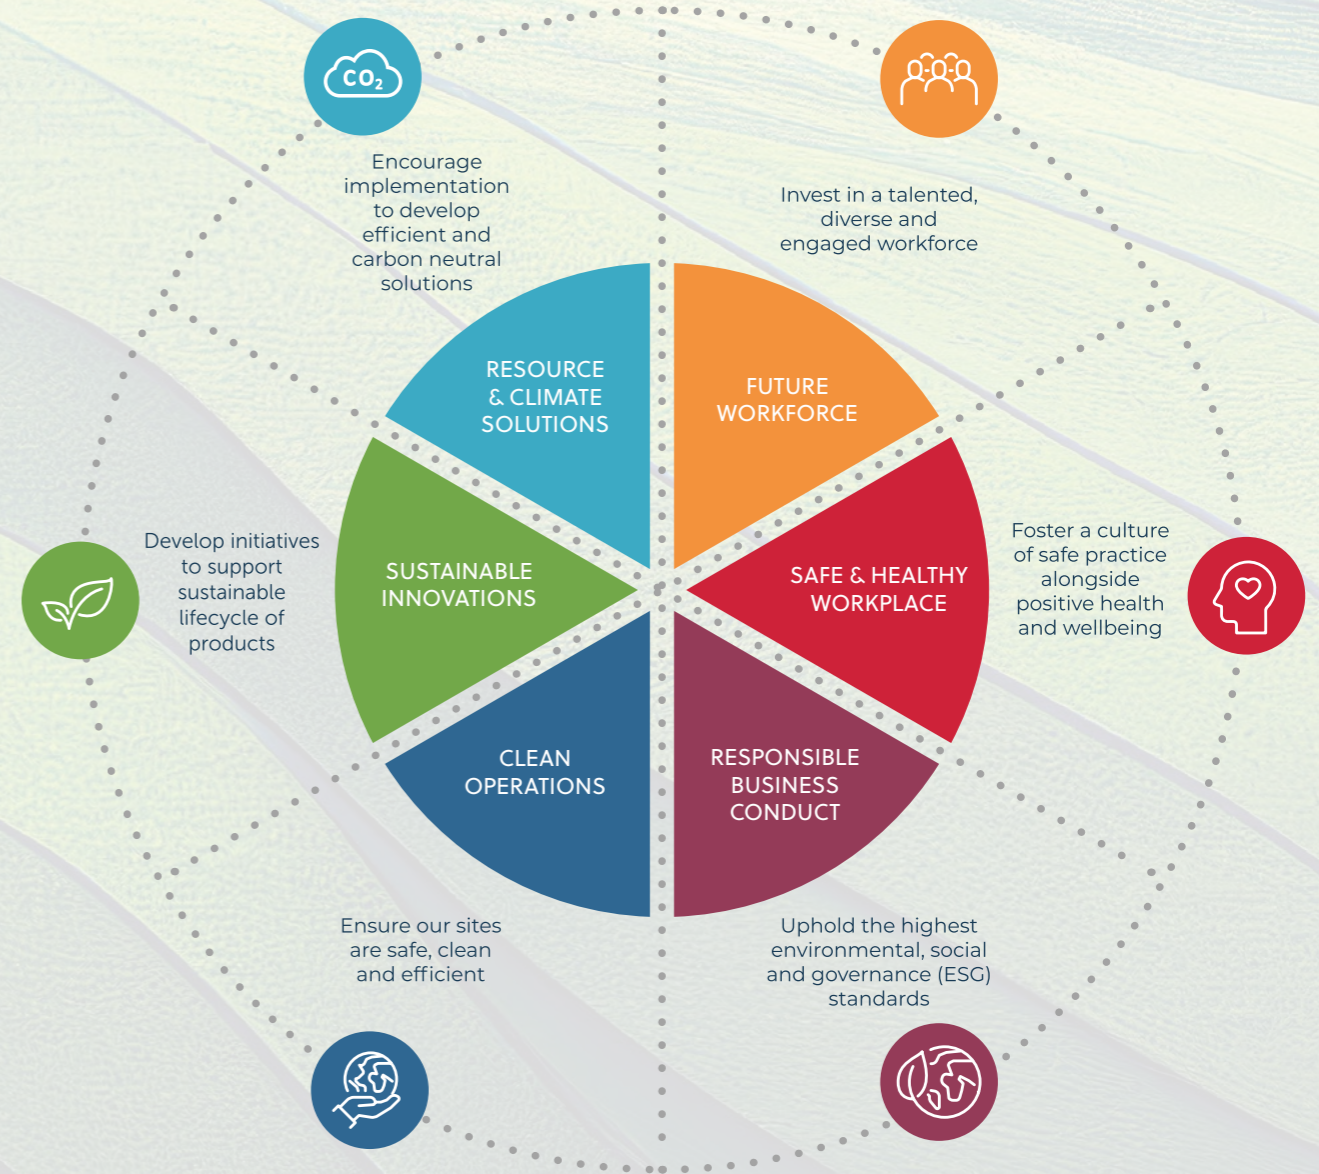 CO₂
Encourage
implementation
to develop
efficient and
carbon neutral
solutions
Invest in a talented,
diverse and
engaged workforce
RESOURCE
& CLIMATE
SOLUTIONS
FUTURE
WORKFORCE
Develop initiatives
to support
sustainable
lifecycle of
products
SUSTAINABLE
INNOVATIONS
SAFE & HEALTHY
WORKPLACE
Foster a culture
of safe practice
alongside
positive health
and wellbeing
CLEAN
OPERATIONS
RESPONSIBLE
BUSINESS
CONDUCT
Ensure our sites
are safe, clean
and efficient
Uphold the highest
environmental, social
and governance (ESG)
standards